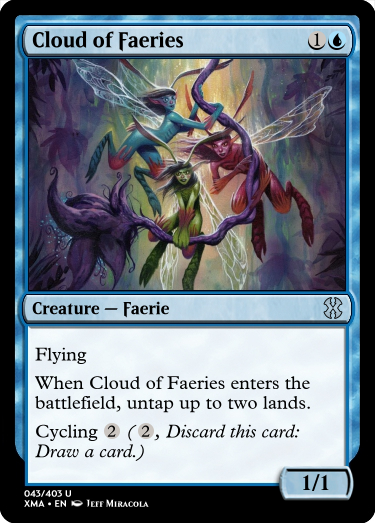 Cloud of Faeries 1
Creature — Faerie
Flying
When Cloud of Faeries enters the
battlefield, untap up to two lands.
Cycling 2 (2, Discard this card:
Draw a card.)
1/1
043/403 U
XMA • EN Jeff Miracola